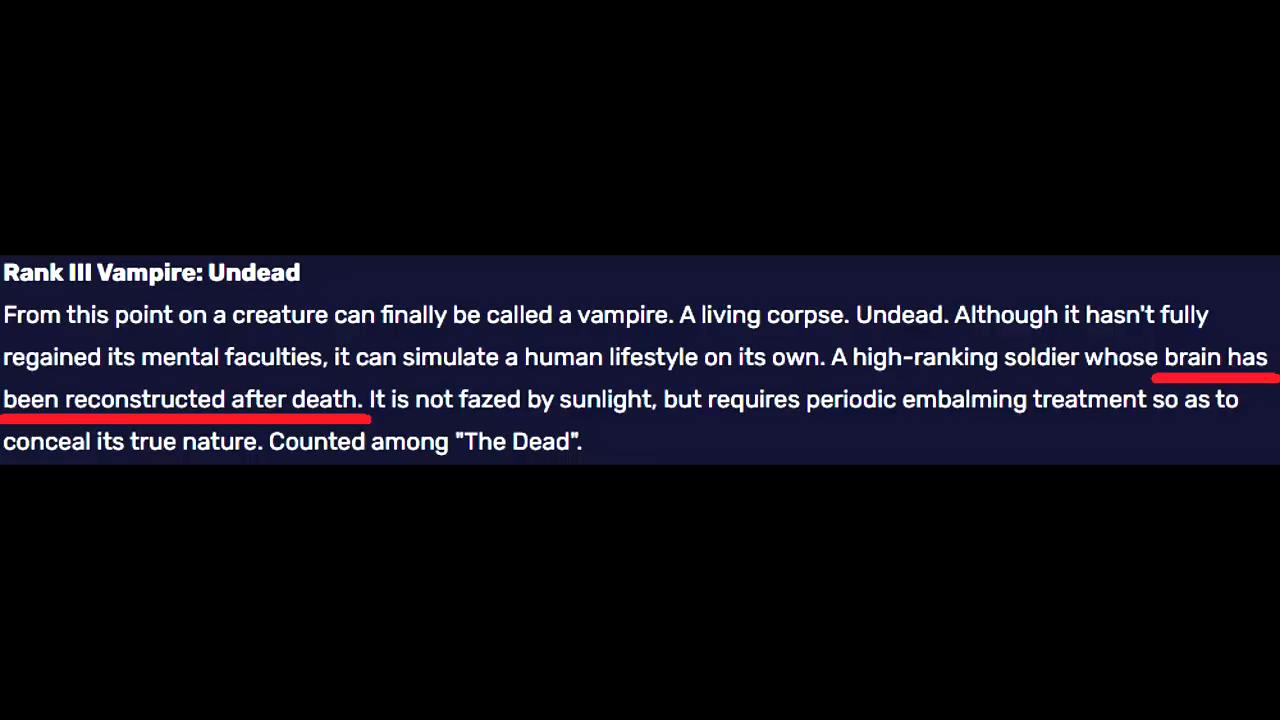 Rank III Vampire: Undead
From this point on a creature can finally be called a vampire. A living corpse. Undead. Although it hasn't fully
regained its mental faculties, it can simulate a human lifestyle on its own. A high-ranking soldier whose brain has
been reconstructed after death. It is not fazed by sunlight, but requires periodic embalming treatment so as to
conceal its true nature. Counted among "The Dead".